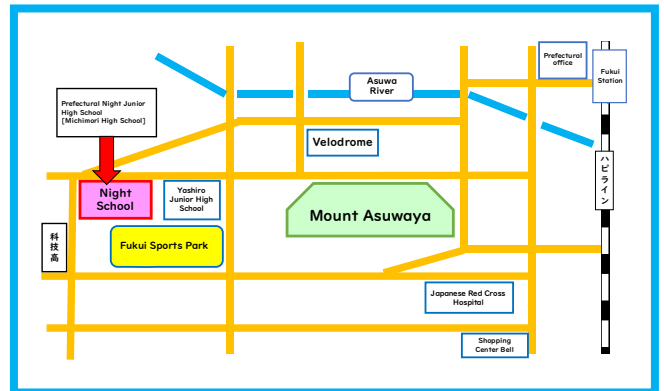 Prefectural
office
Fukui
Station
Asuwa
River
Prefectural Night Junior
High School
[Michimori High School]
Velodrome
ハピライン
Night
School
Yashiro
Junior High
School
Mount Asuwaya
科技高
Fukui Sports Park
Japanese Red Cross
Hospital
Shopping
Center Bell